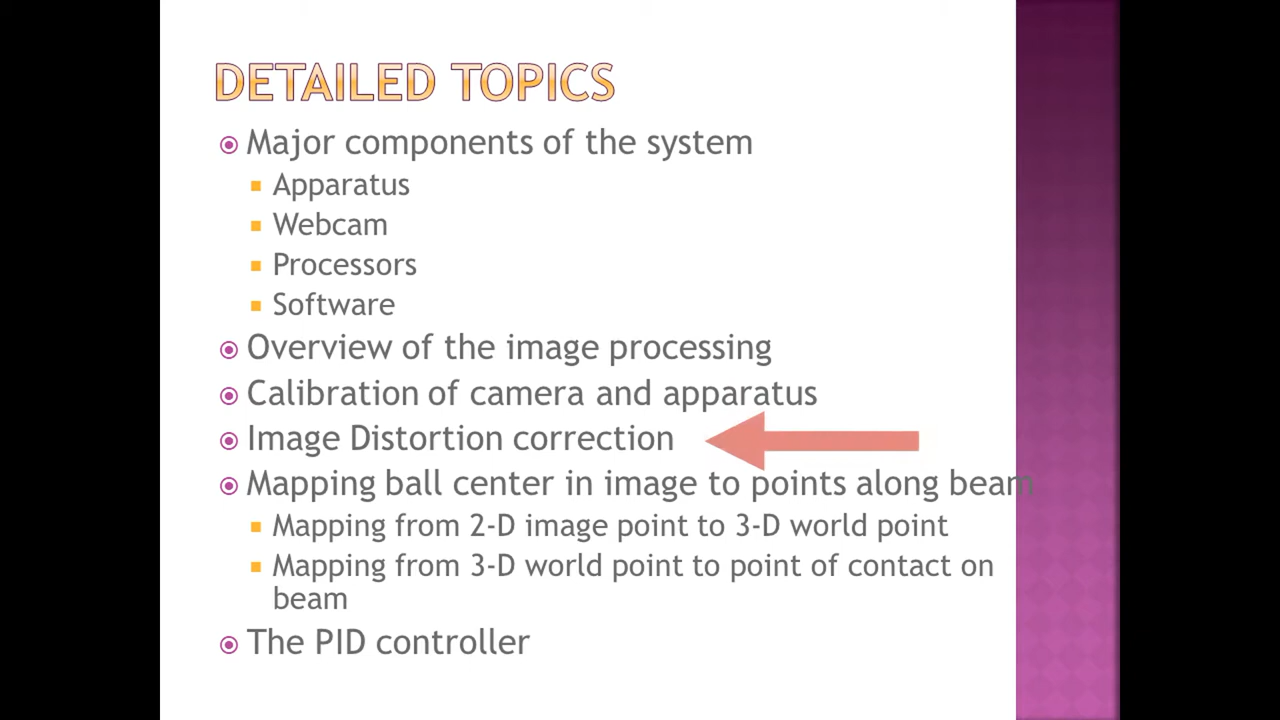 DETAILED TOPICS
Major components of the system
Apparatus
Webcam
Processors
Software
Overview of the image processing
Calibration of camera and apparatus
Image Distortion correction
Mapping ball center in image to points along beam
Mapping from 2-D image point to 3-D world point
Mapping from 3-D world point to point of contact on
beam
The PID controller